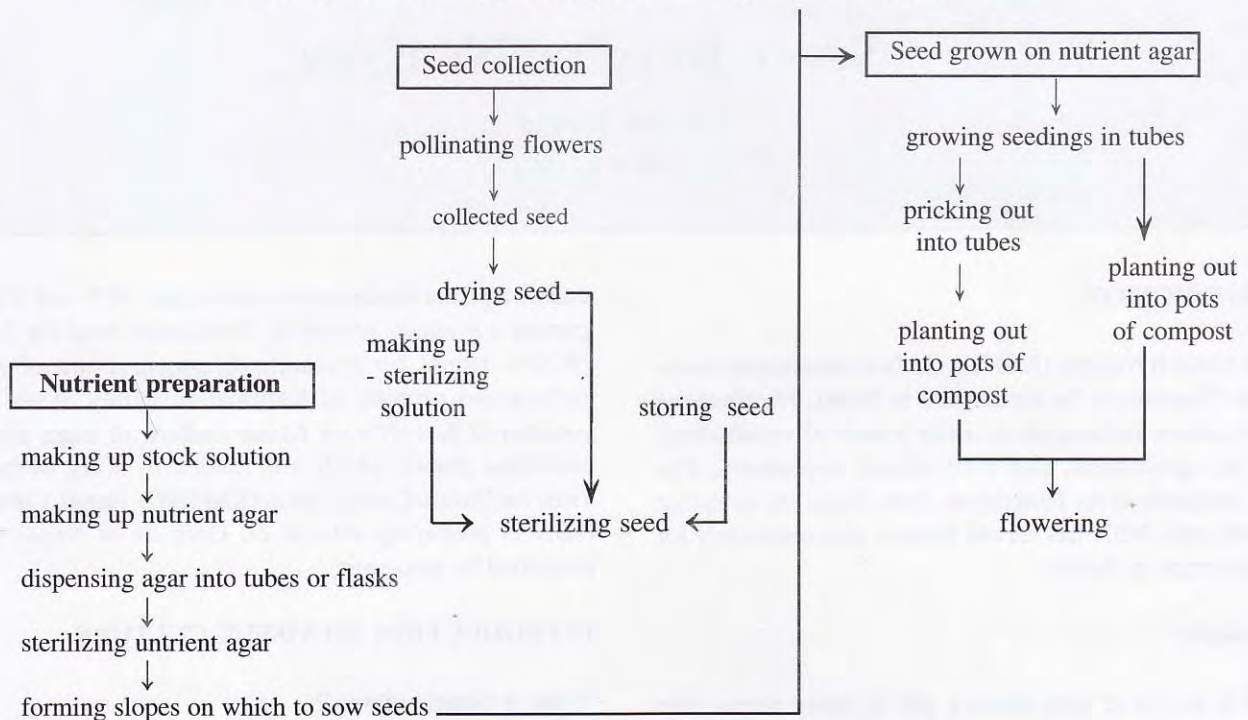 Seed collection
pollinating flowers
collected seed
drying seed
making up
sterilizing
solution
storing seed
sterilizing seed
Nutrient preparation
making up stock solution
making up nutrient agar
dispensing agar into tubes or flasks
sterilizing untrient agar
forming slopes on which to sow seeds
Seed grown on nutrient agar
growing seedings in tubes
pricking out
into tubes
planting out
into pots of
compost
planting out
into pots
of compost
flowering